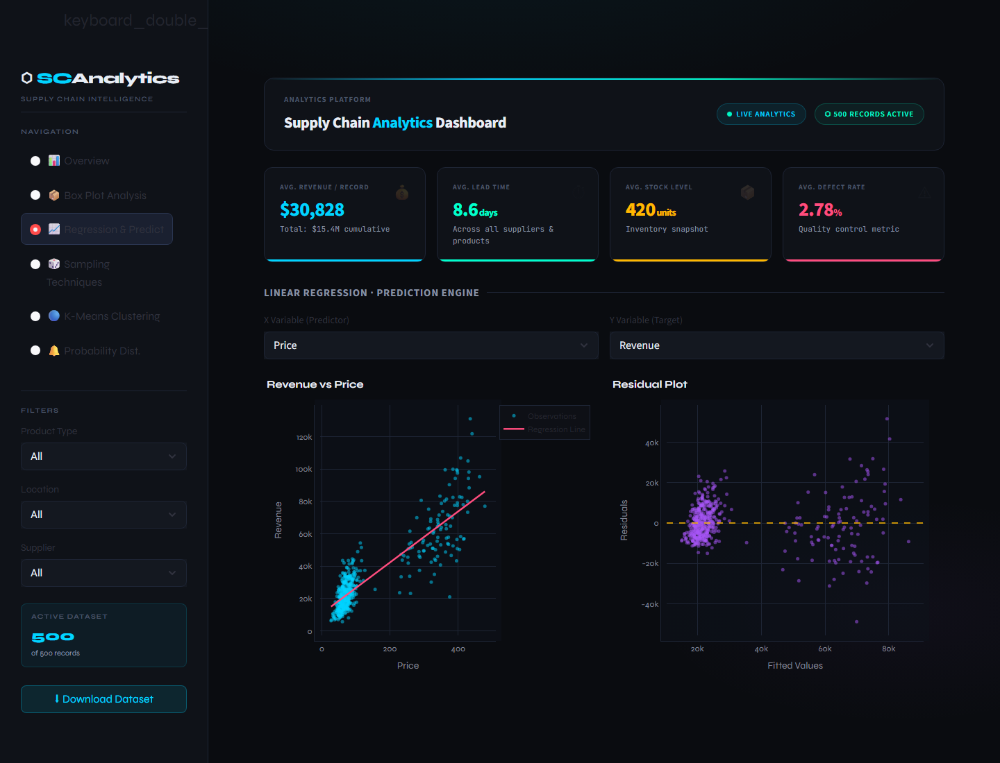 keyboard_double_
SCAnalytics
SUPPLY CHAIN INTELLIGENCE
NAVIGATION
Overview
Box Plot Analysis
Regression & Predict
Sampling
Techniques
K-Means Clustering
Probability Dist.
FILTERS
Product Type
All
Location
All
Supplier
All
ACTIVE DATASET
500
of 500 records
⬇ Download Dataset
ANALYTICS PLATFORM
Supply Chain Analytics Dashboard
LIVE ANALYTICS
500 RECORDS ACTIVE
AVG. REVENUE / RECORD
$30,828
Total: $15.4M cumulative
AVG. LEAD TIME
8.6 days
Across all suppliers &
products
AVG. STOCK LEVEL
420 units
Inventory snapshot
AVG. DEFECT RATE
2.78%
Quality control metric
LINEAR REGRESSION · PREDICTION ENGINE
X Variable (Predictor)
Price
Y Variable (Target)
Revenue
Revenue vs Price
Observations
Regression Line
120k
100k
80k
60k
40k
20k
0
Revenue
0 200 400
Price
Residual Plot
40k
20k
0
−20k
−40k
Residuals
20k 40k 60k 80k
Fitted Values